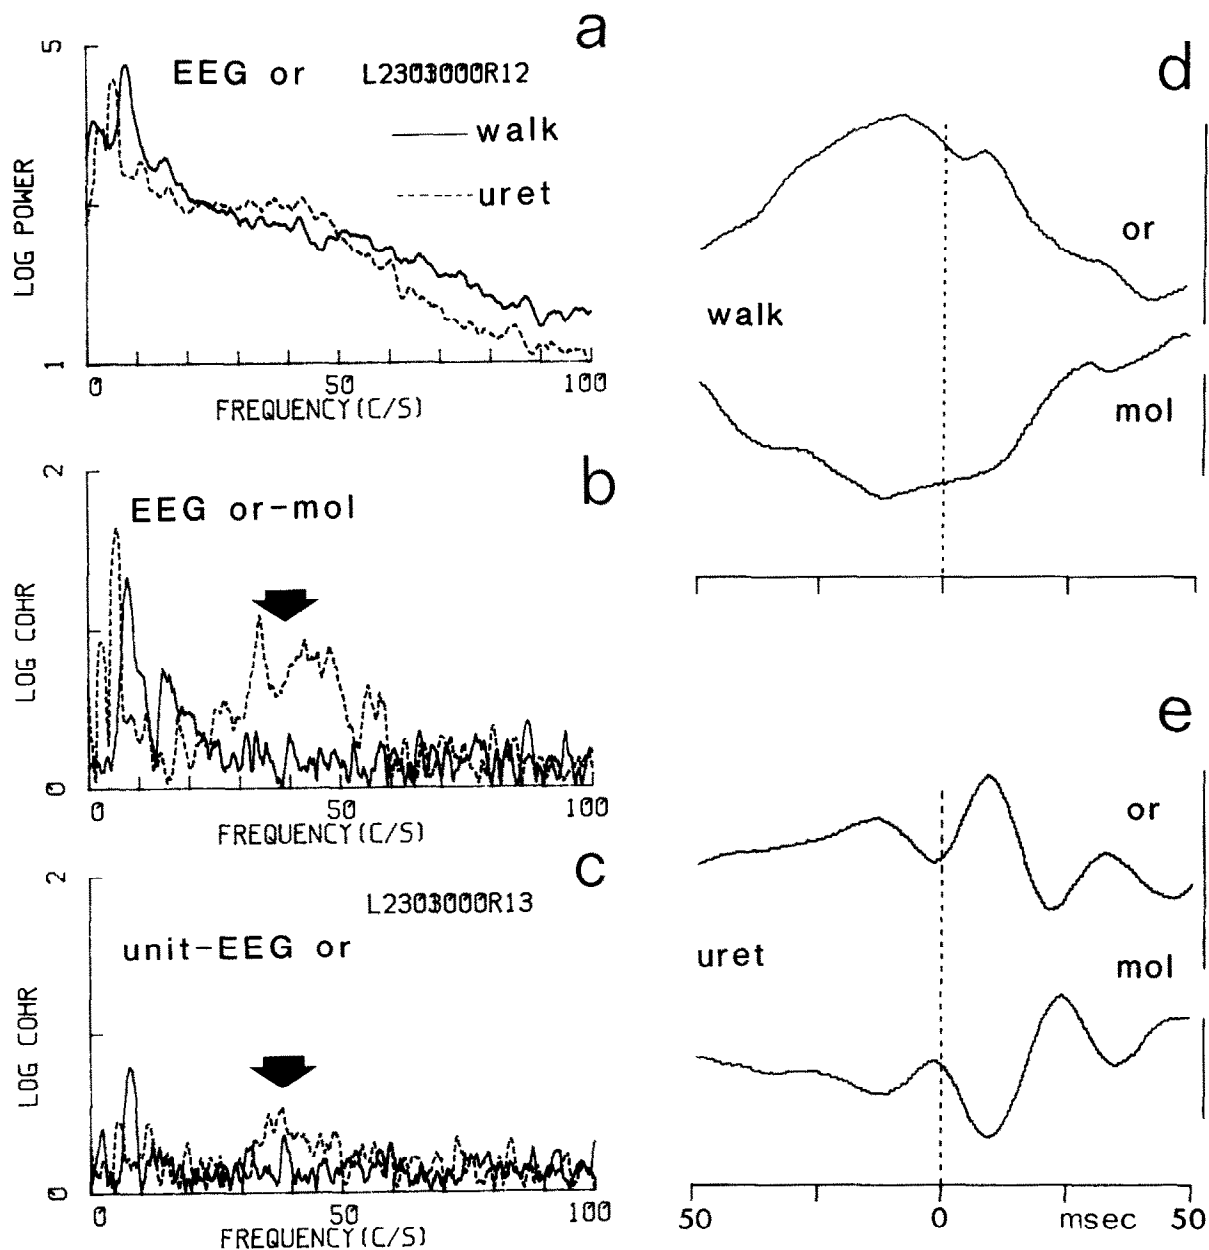 a
5
EEG or L2303000R12
walk
uret
LOG POWER
1
0 50 100
FREQUENCY(C/S)
b
2
EEG or-mol
LOG COHR
0
0 50 100
FREQUENCY(C/S)
c
2
L2303000R13
unit-EEG or
LOG COHR
0
0 50 100
FREQUENCY(C/S)
d
or
walk
mol
e
or
uret
mol
50 0 msec 50